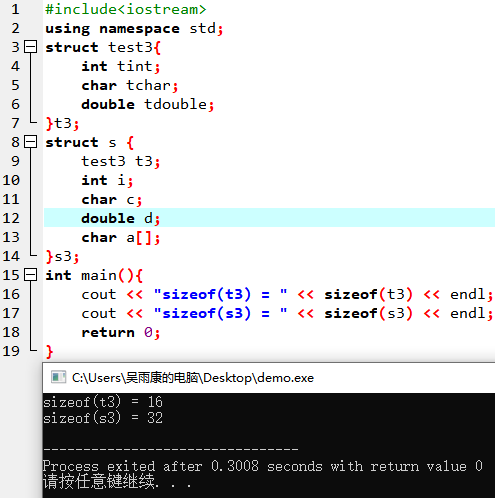 1 #include<iostream>
2 using namespace std;
3 struct test3{
4 int tint;
5 char tchar;
6 double tdouble;
7 }t3;
8 struct s {
9 test3 t3;
10 int i;
11 char c;
12 double d;
13 char a[];
14 }s3;
15 int main(){
16 cout << "sizeof(t3) = " << sizeof(t3) << endl;
17 cout << "sizeof(s3) = " << sizeof(s3) << endl;
18 return 0;
19 }
C:\Users\吴雨康的电脑\Desktop\demo.exe
sizeof(t3) = 16
sizeof(s3) = 32
--------------------------------
Process exited after 0.3008 seconds with return value 0
请按任意键继续. . .